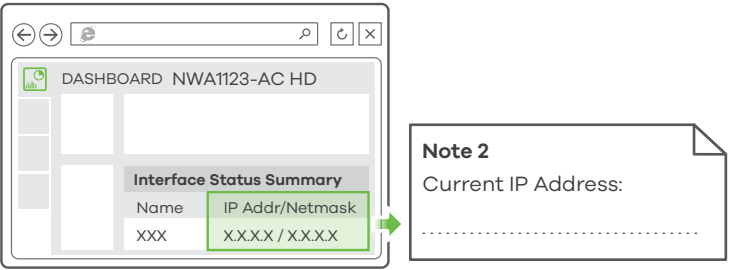 DASHBOARD NWA1123-AC HD
Interface Status Summary
Name IP Addr/Netmask
XXX X.X.X.X / X.X.X.X
Note 2
Current IP Address: